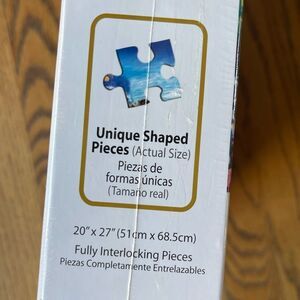 Unique Shaped
Pieces (Actual Size)
Piezas de
formas únicas
(Tamaño real)
20" x 27" (51cm x 68.5cm)
Fully Interlocking Pieces
Piezas Completamente Entrelazables